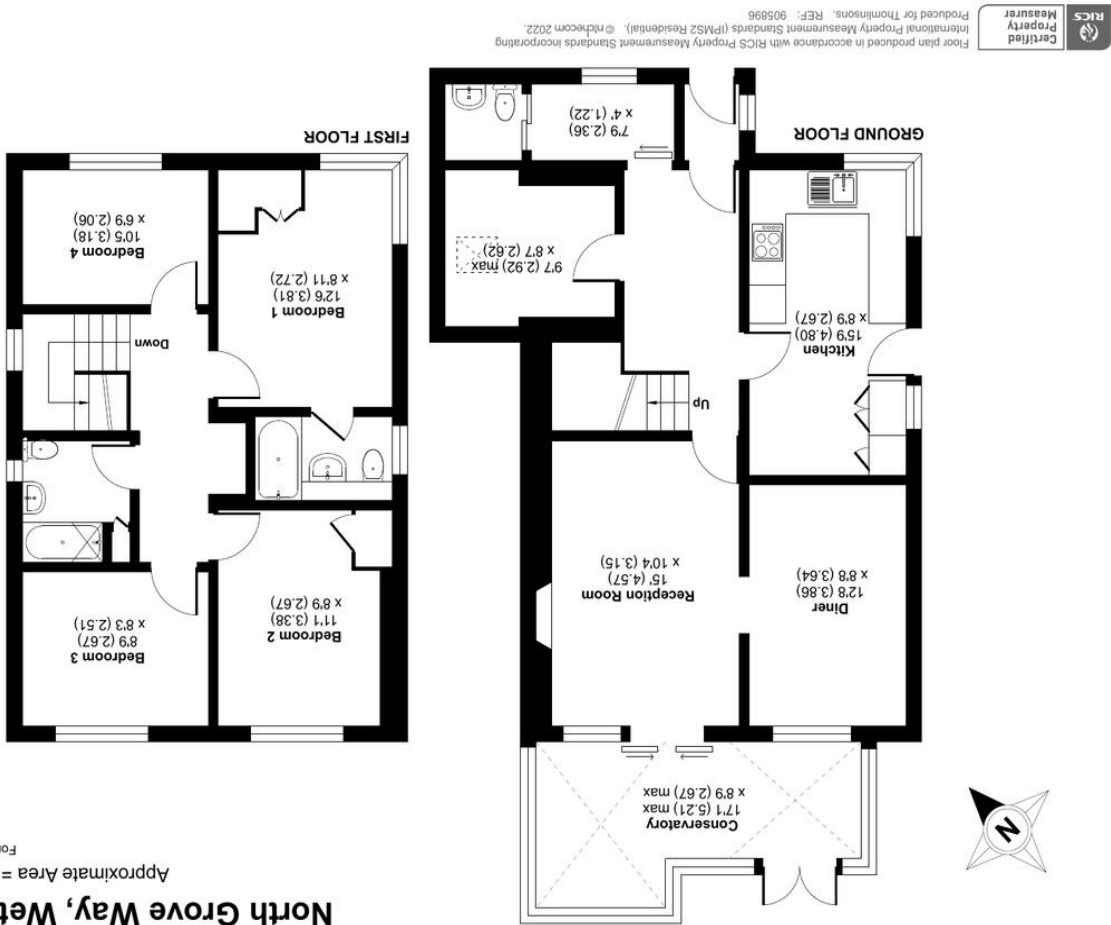 North Grove Way, Wet
Approximate Area =
For
N
Conservatory
17'1 (5.21) max
x 8'9 (2.67) max
Diner
12'8 (3.86)
x 8'8 (3.64)
Reception Room
15' (4.57)
x 10'4 (3.15)
Up
Kitchen
15'9 (4.80)
x 8'9 (2.67)
9'7 (2.92) max
x 8'7 (2.62)
7'9 (2.36)
x 4' (1.22)
GROUND FLOOR
Bedroom 2
11'1 (3.38)
x 8'9 (2.67)
Bedroom 3
8'9 (2.67)
x 8'3 (2.51)
Down
Bedroom 1
12'6 (3.81)
x 8'11 (2.72)
Bedroom 4
10'5 (3.18)
x 6'9 (2.06)
FIRST FLOOR
RICS
Certified
Property
Measurer
Floor plan produced in accordance with RICS Property Measurement Standards incorporating
International Property Measurement Standards (IPMS2 Residential). © nichecom 2022.
Produced for Tomlinsons. REF: 905896